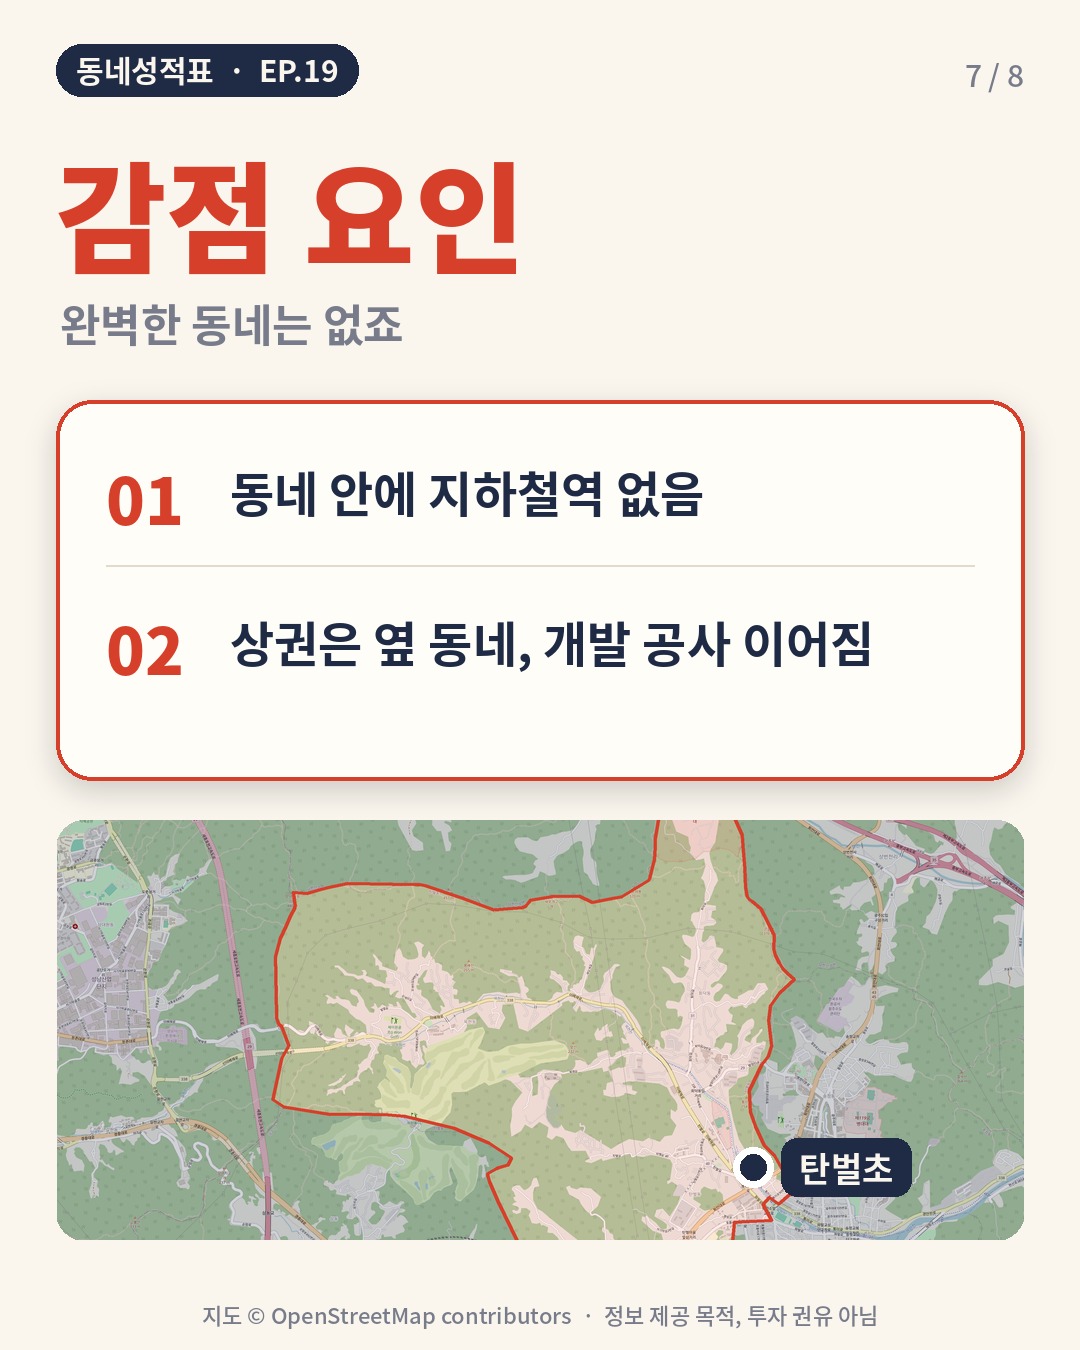 동네성적표 · EP.19
7 / 8
감점 요인
완벽한 동네는 없죠
01 동네 안에 지하철역 없음
02 상권은 옆 동네, 개발 공사 이어짐
탄벌초
지도 © OpenStreetMap contributors · 정보 제공 목적, 투자 권유 아님